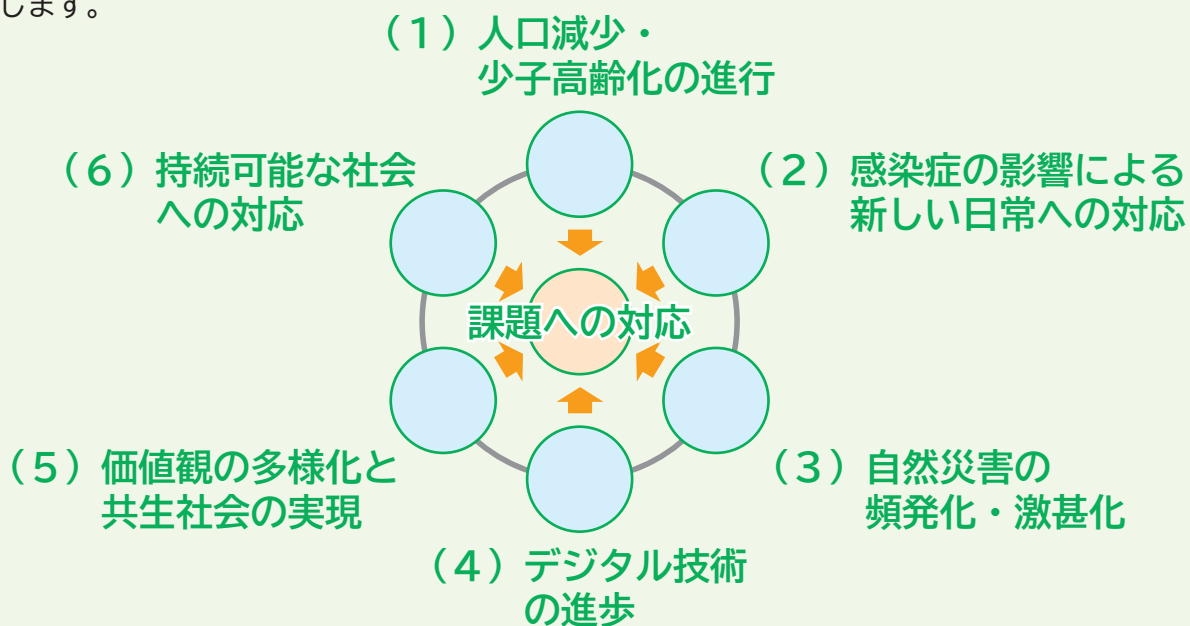 します。
（1）人口減少・
少子高齢化の進行
（2）感染症の影響による
新しい日常への対応
（3）自然災害の
頻発化・激甚化
（4）デジタル技術
の進歩
（5）価値観の多様化と
共生社会の実現
（6）持続可能な社会
への対応
課題への対応